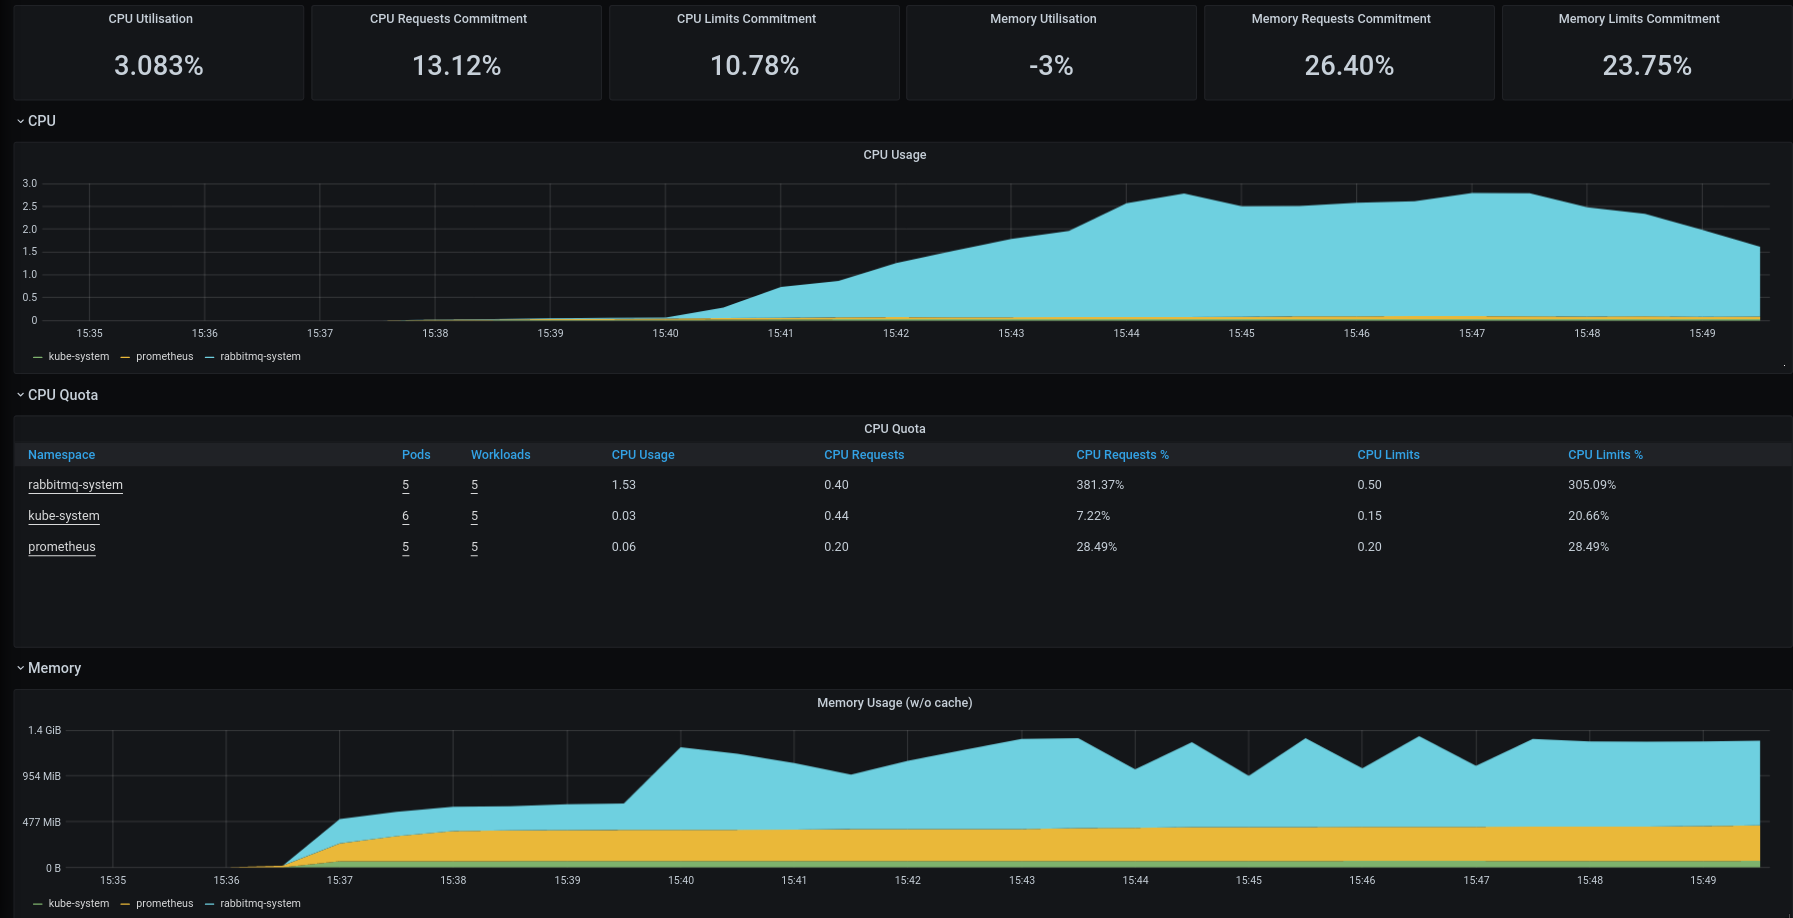 CPU Utilisation CPU Requests Commitment CPU Limits Commitment Memory Utilisation Memory Requests Commitment Memory Limits Commitment
3.083% 13.12% 10.78% -3% 26.40% 23.75%
CPU
CPU Usage
3.0
2.5
2.0
1.5
1.0
0.5
0
15:35 15:36 15:37 15:38 15:39 15:40 15:41 15:42 15:43 15:44 15:45 15:46 15:47 15:48 15:49
kube-system prometheus rabbitmq-system
CPU Quota
CPU Quota
Namespace Pods Workloads CPU Usage CPU Requests CPU Requests % CPU Limits CPU Limits %
rabbitmq-system 5 5 1.53 0.40 381.37% 0.50 305.09%
kube-system 6 5 0.03 0.44 7.22% 0.15 20.66%
prometheus 5 5 0.06 0.20 28.49% 0.20 28.49%
Memory
Memory Usage (w/o cache)
1.4 GiB
954 MiB
477 MiB
0 B
15:35 15:36 15:37 15:38 15:39 15:40 15:41 15:42 15:43 15:44 15:45 15:46 15:47 15:48 15:49
kube-system prometheus rabbitmq-system